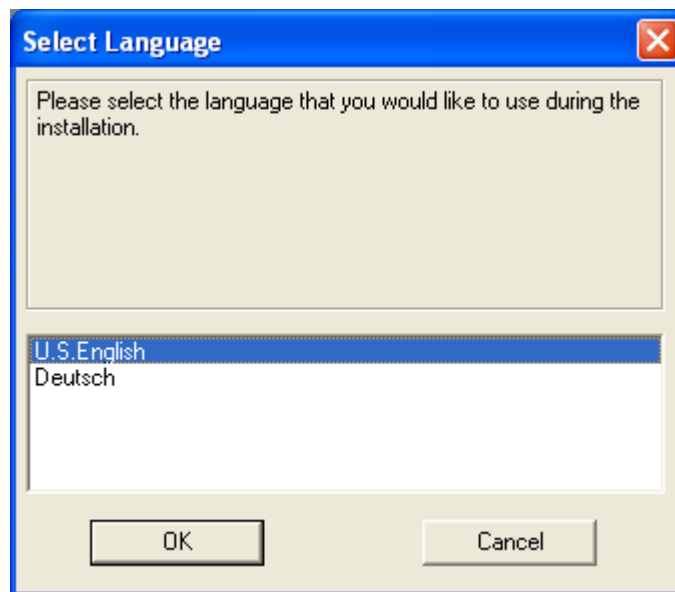 Select Language
Please select the language that you would like to use during the
installation.
U.S.English
Deutsch
OK
Cancel